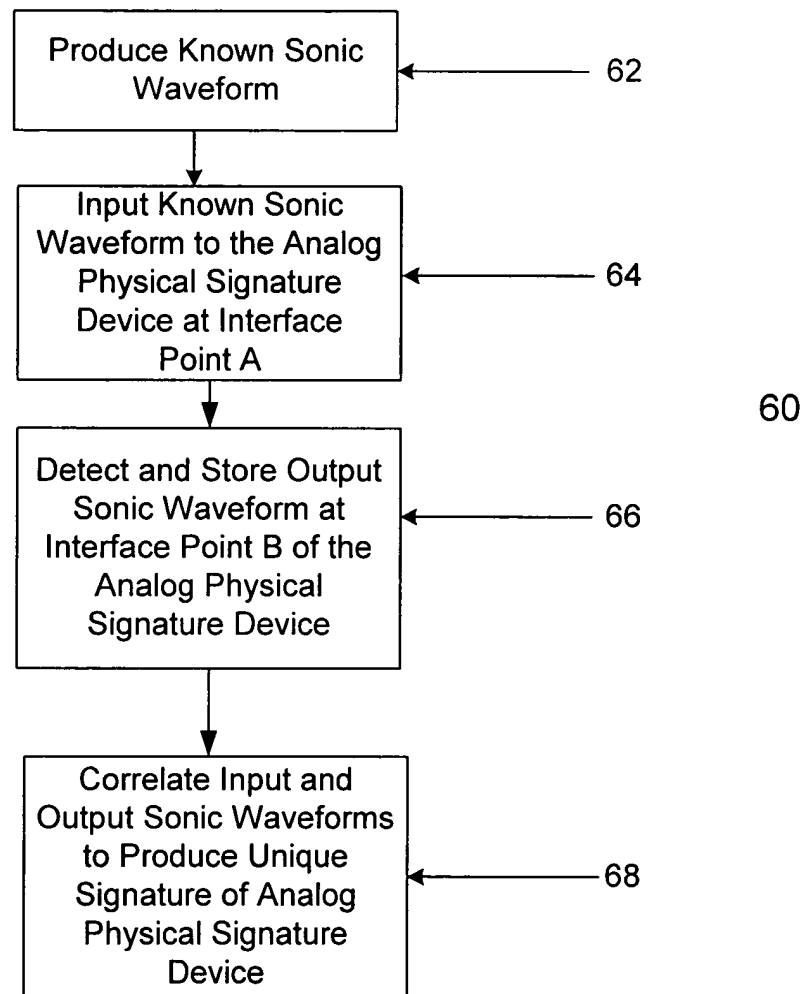 Produce Known Sonic
Waveform
62
Input Known Sonic
Waveform to the Analog
Physical Signature
Device at Interface
Point A
64
60
Detect and Store Output
Sonic Waveform at
Interface Point B of the
Analog Physical
Signature Device
66
Correlate Input and
Output Sonic Waveforms
to Produce Unique
Signature of Analog
Physical Signature
Device
68